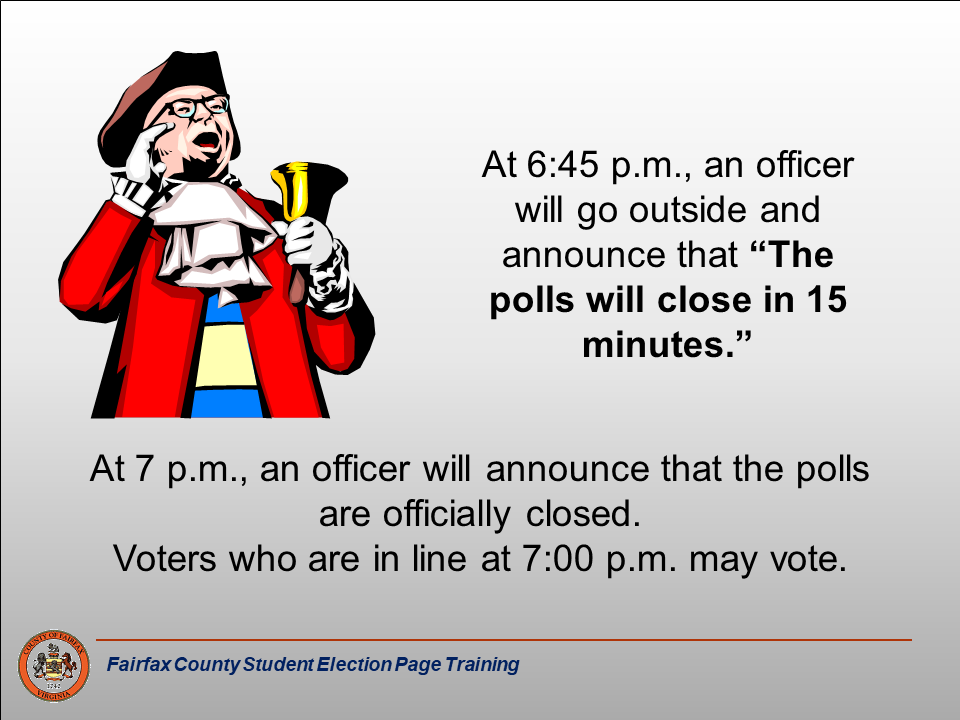 At 6:45 p.m., an officer
will go outside and
announce that “The
polls will close in 15
minutes.”
At 7 p.m., an officer will announce that the polls
are officially closed.
Voters who are in line at 7:00 p.m. may vote.
COUNTY OF FAIRFAX
1742
VIRGINIA
Fairfax County Student Election Page Training